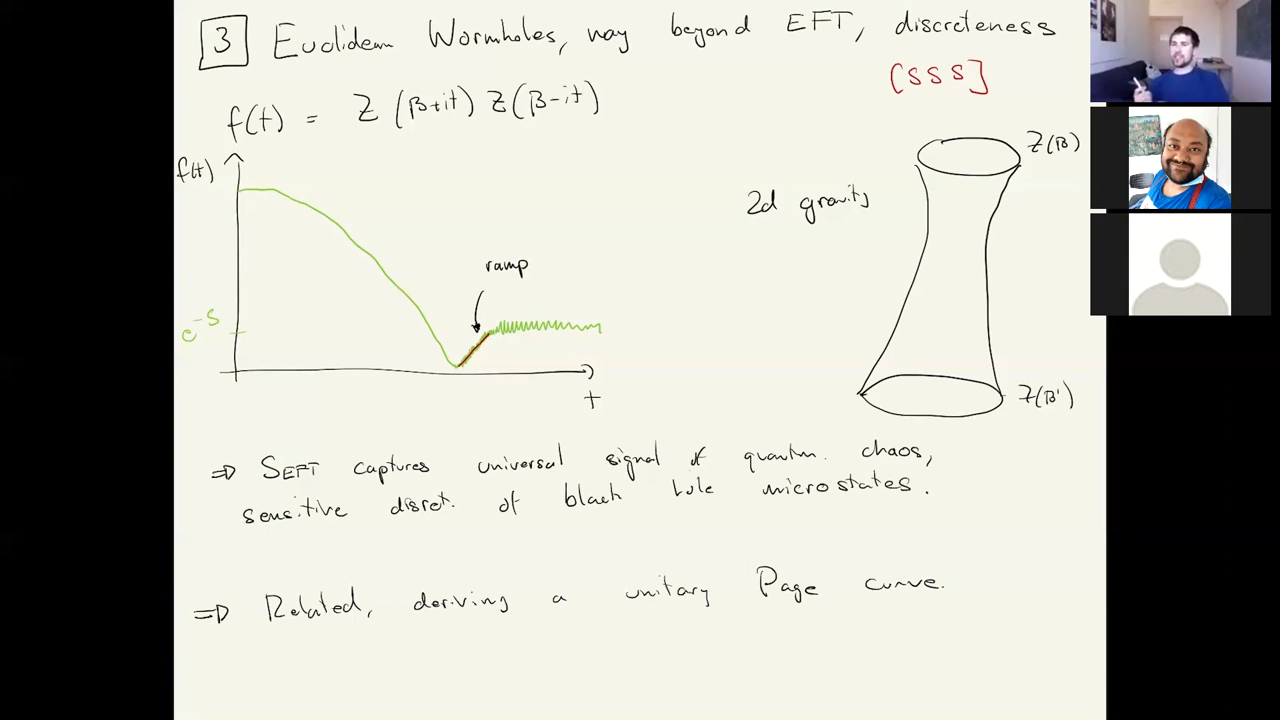 3 Euclidean Wormholes, way beyond EFT, discreteness
[SSS]
f(t) = Z(β+it) Z(β-it)
f(t)
Z(β)
2d gravity
ramp
e^-S
t
Z(β')
⇒ SEFT captures universal signal of quantum. chaos,
sensitive discret. of black hole microstates.
⇒ Related, deriving a unitary Page curve.